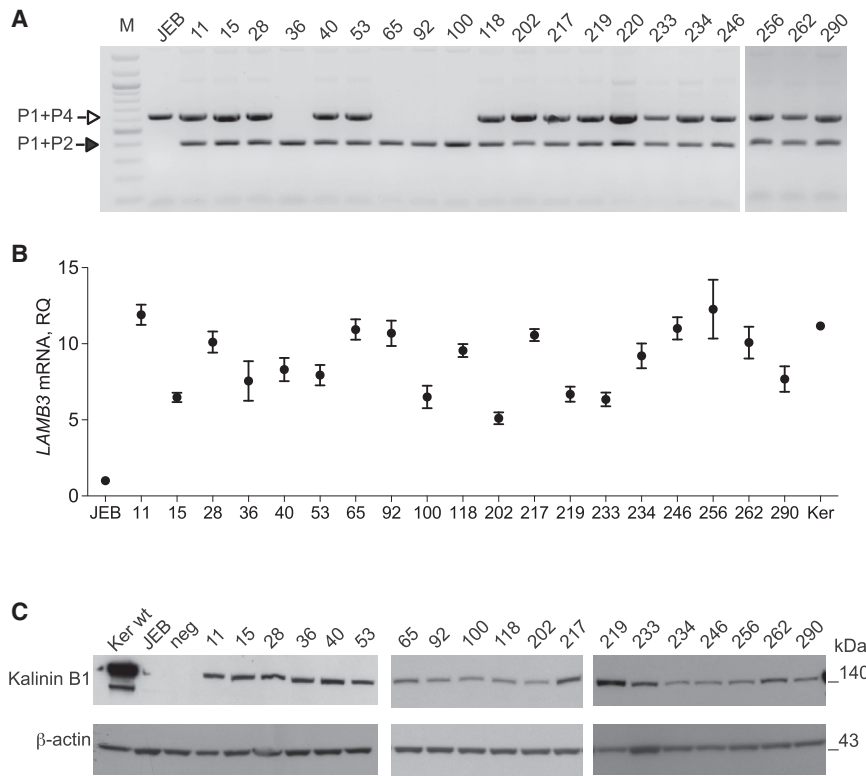 A
M JEB 11 15 28 36 40 53 65 92 100 118 202 217 219 220 233 234 246 256 262 290
P1+P4
P1+P2
B
LAMB3 mRNA, RQ
15
10
5
0
JEB 11 15 28 36 40 53 65 92 100 118 202 217 219 233 234 246 256 262 290 Ker
C
Ker wt JEB neg 11 15 28 36 40 53 65 92 100 118 202 217 219 233 234 246 256 262 290 kDa
Kalinin B1 140
β-actin 43